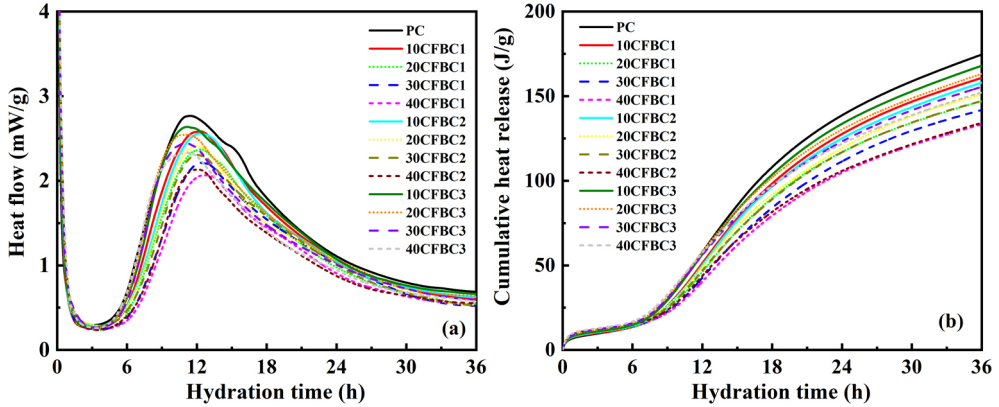 4
3
2
1
0
Heat flow (mW/g)
PC
10CFBC1
20CFBC1
30CFBC1
40CFBC1
10CFBC2
20CFBC2
30CFBC2
40CFBC2
10CFBC3
20CFBC3
30CFBC3
40CFBC3
(a)
0 6 12 18 24 30 36
Hydration time (h)
200
150
100
50
0
Cumulative heat release (J/g)
PC
10CFBC1
20CFBC1
30CFBC1
40CFBC1
10CFBC2
20CFBC2
30CFBC2
40CFBC2
10CFBC3
20CFBC3
30CFBC3
40CFBC3
(b)
0 6 12 18 24 30 36
Hydration time (h)